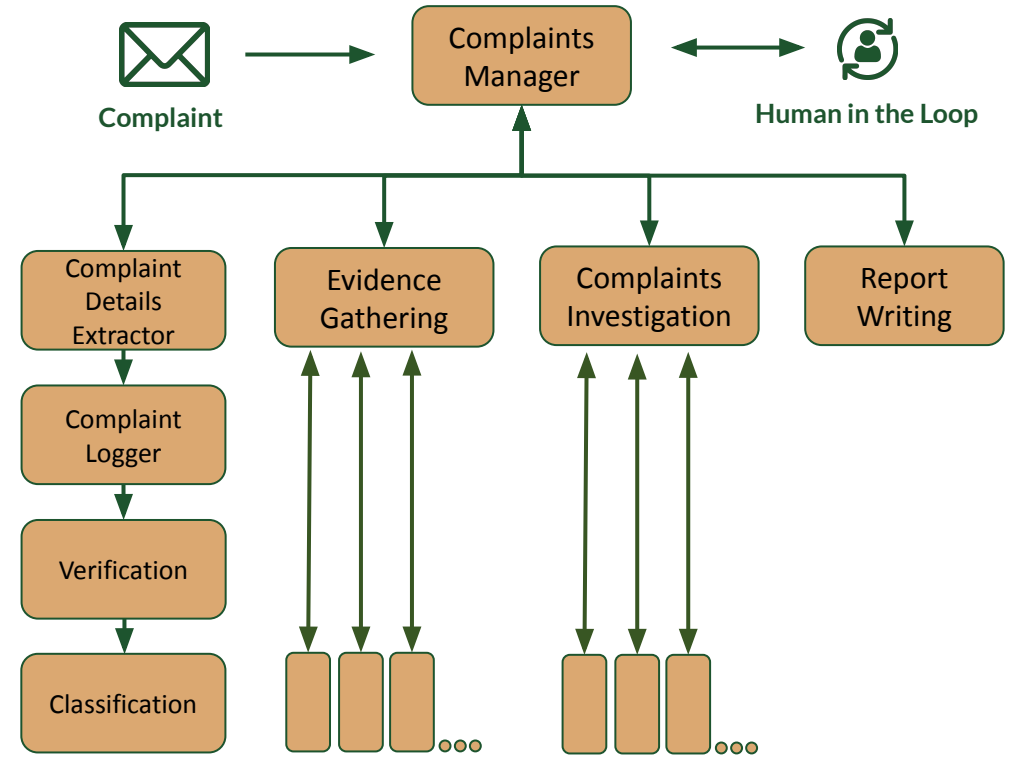 Complaints
Manager
Complaint
Human in the Loop
Complaint
Details
Extractor
Evidence
Gathering
Complaints
Investigation
Report
Writing
Complaint
Logger
Verification
Classification